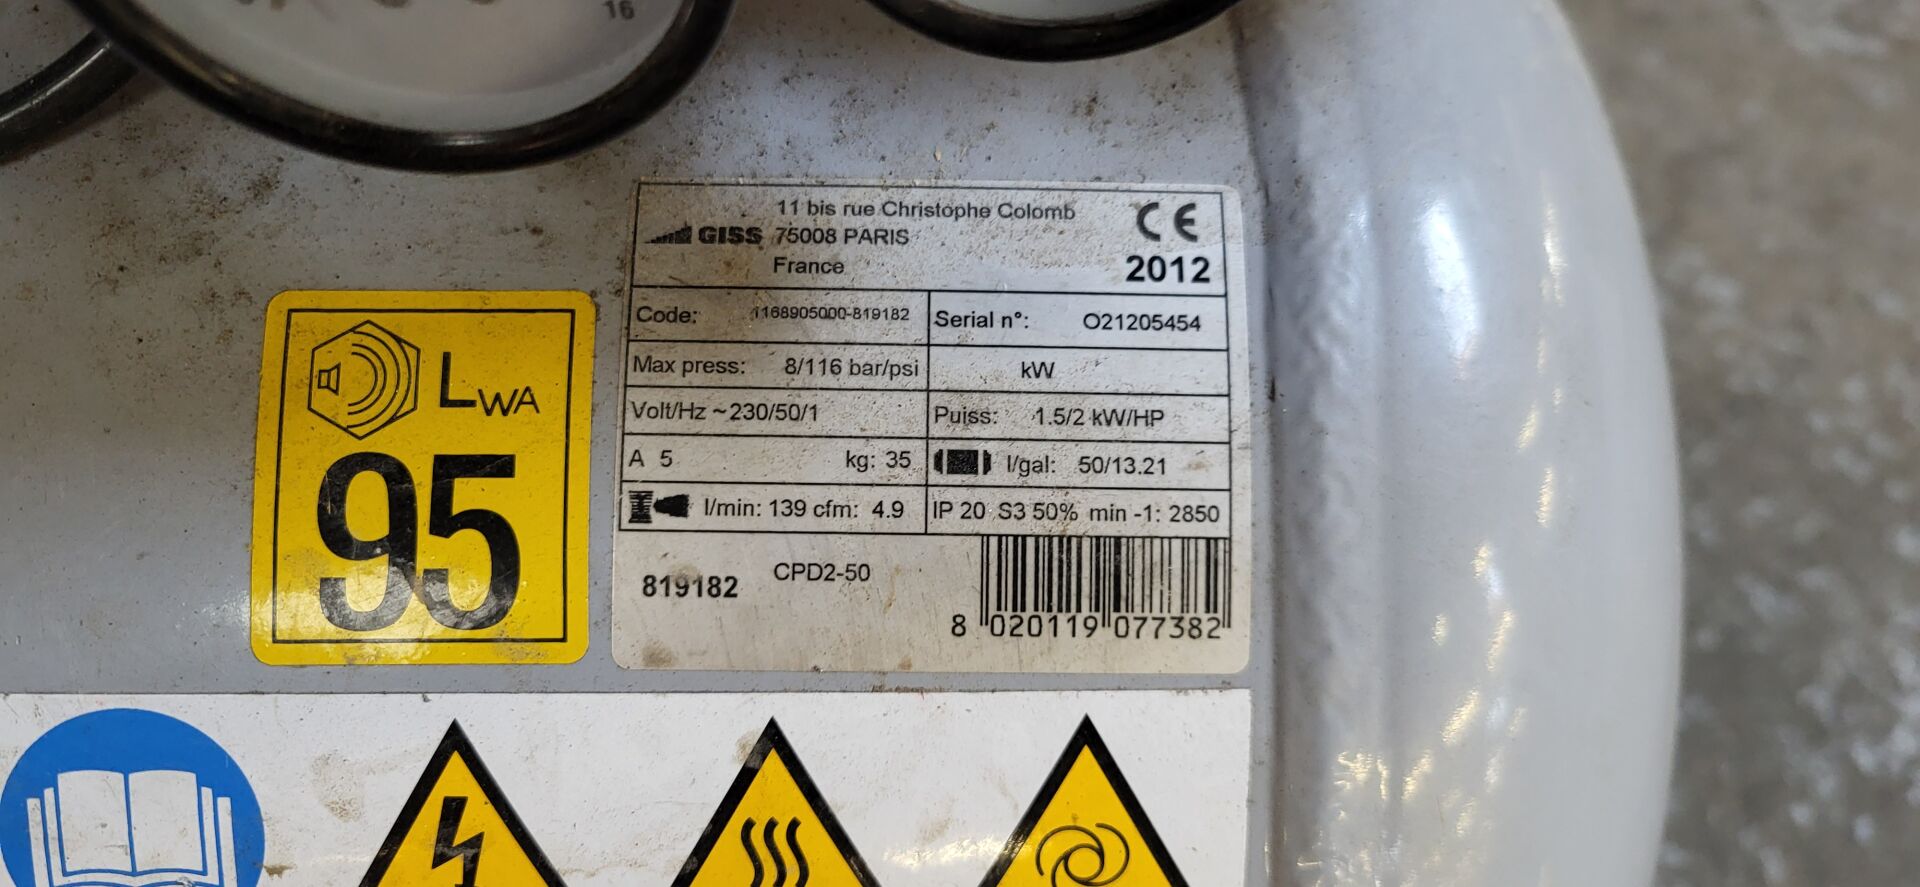 16
11 bis rue Christophe Colomb
GISS 75008 PARIS
France
CE
2012
Code: 1168905000-819182
Serial n°: O21205454
Max press: 8/116 bar/psi
kW
Volt/Hz ~230/50/1
Puiss: 1.5/2 kW/HP
A 5 kg: 35
l/gal: 50/13.21
l/min: 139 cfm: 4.9
IP 20 S3 50% min -1: 2850
819182 CPD2-50
8 020119 077382
LWA
95